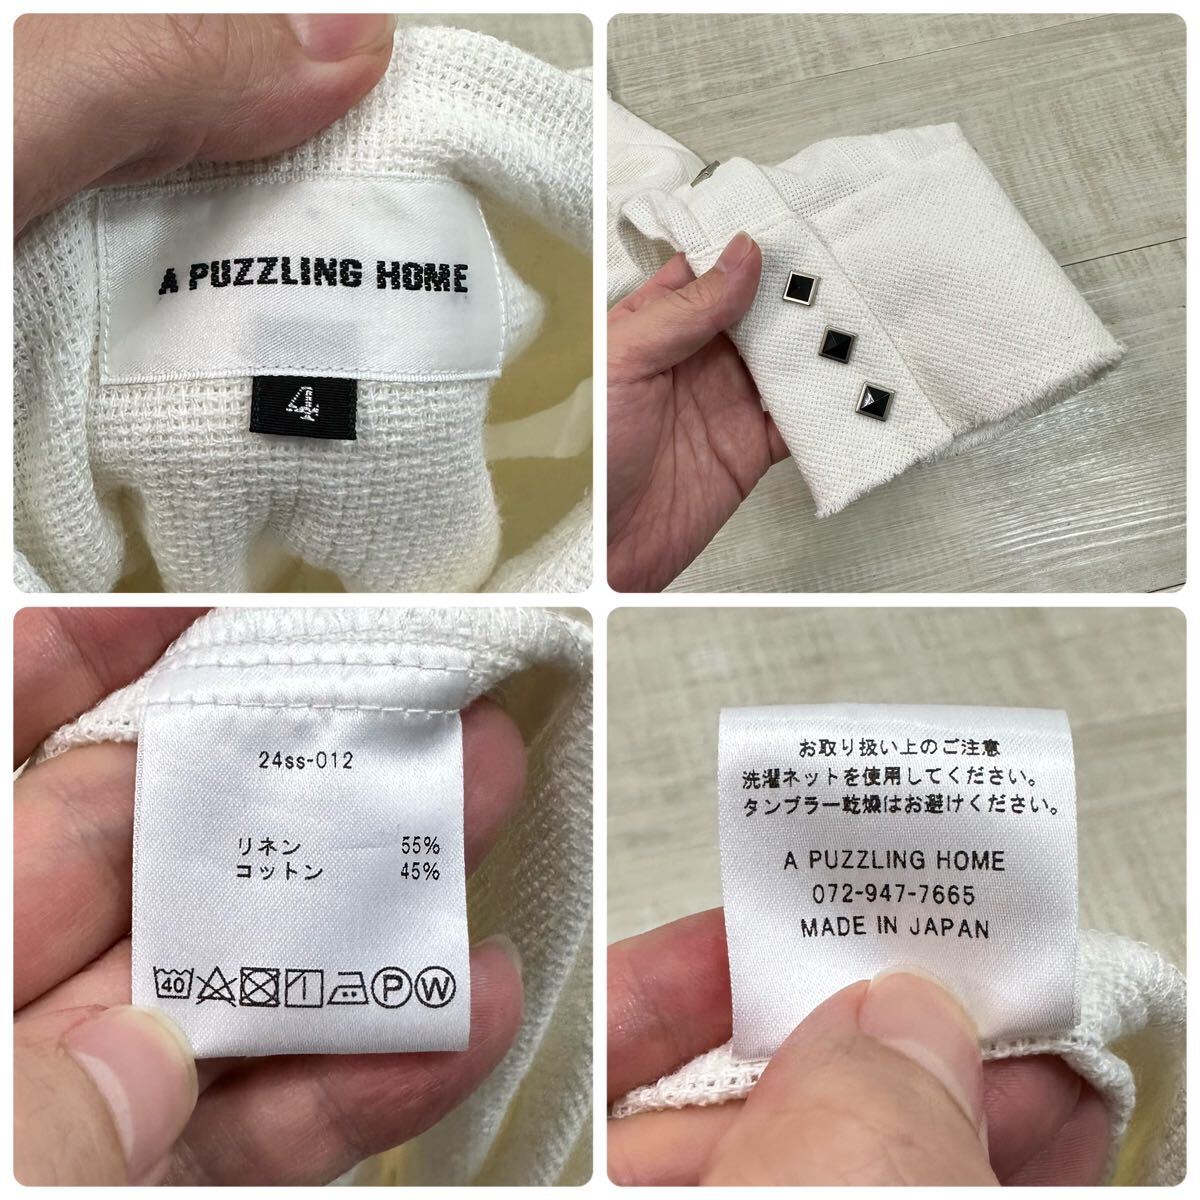 A PUZZLING HOME
4
24ss-012
リネン 55%
コットン 45%
40 P W
お取り扱い上のご注意
洗濯ネットを使用してください。
タンブラー乾燥はお避けください。
A PUZZLING HOME
072-947-7665
MADE IN JAPAN